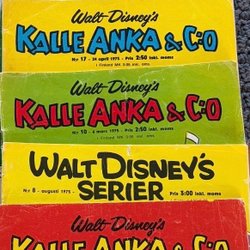 Walt Disney's
KALLE ANKA & C:O
Nr 17 - 24 april 1975 - Pris 2:50 inkl. moms
Walt Disney's
KALLE ANKA & C:O
Nr 10 - 6 mars 1975 - Pris 2:50 inkl. moms
WALT DISNEY'S
SERIER
Nr 8 - augusti 1975 - Pris 3:00 inkl. moms
Walt Disney's
KALLE ANKA & C:O